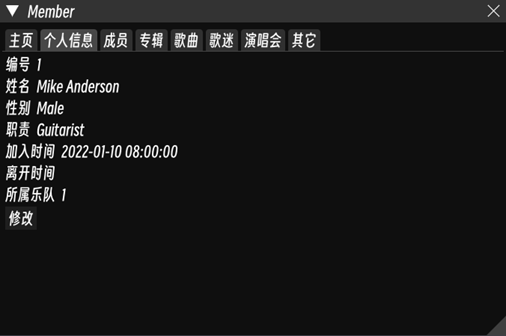 Member
主页 个人信息 成员 专辑 歌曲 歌迷 演唱会 其它
编号 1
姓名 Mike Anderson
性别 Male
职责 Guitarist
加入时间 2022-01-10 08:00:00
离开时间
所属乐队 1
修改